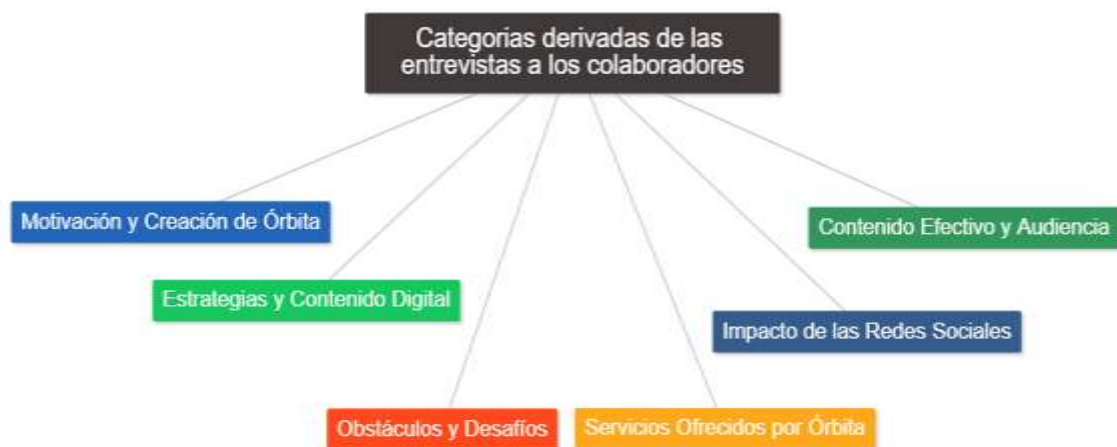 Categorias derivadas de las
entrevistas a los colaboradores
Motivación y Creación de Órbita
Contenido Efectivo y Audiencia
Estrategias y Contenido Digital
Impacto de las Redes Sociales
Obstáculos y Desafíos
Servicios Ofrecidos por Órbita